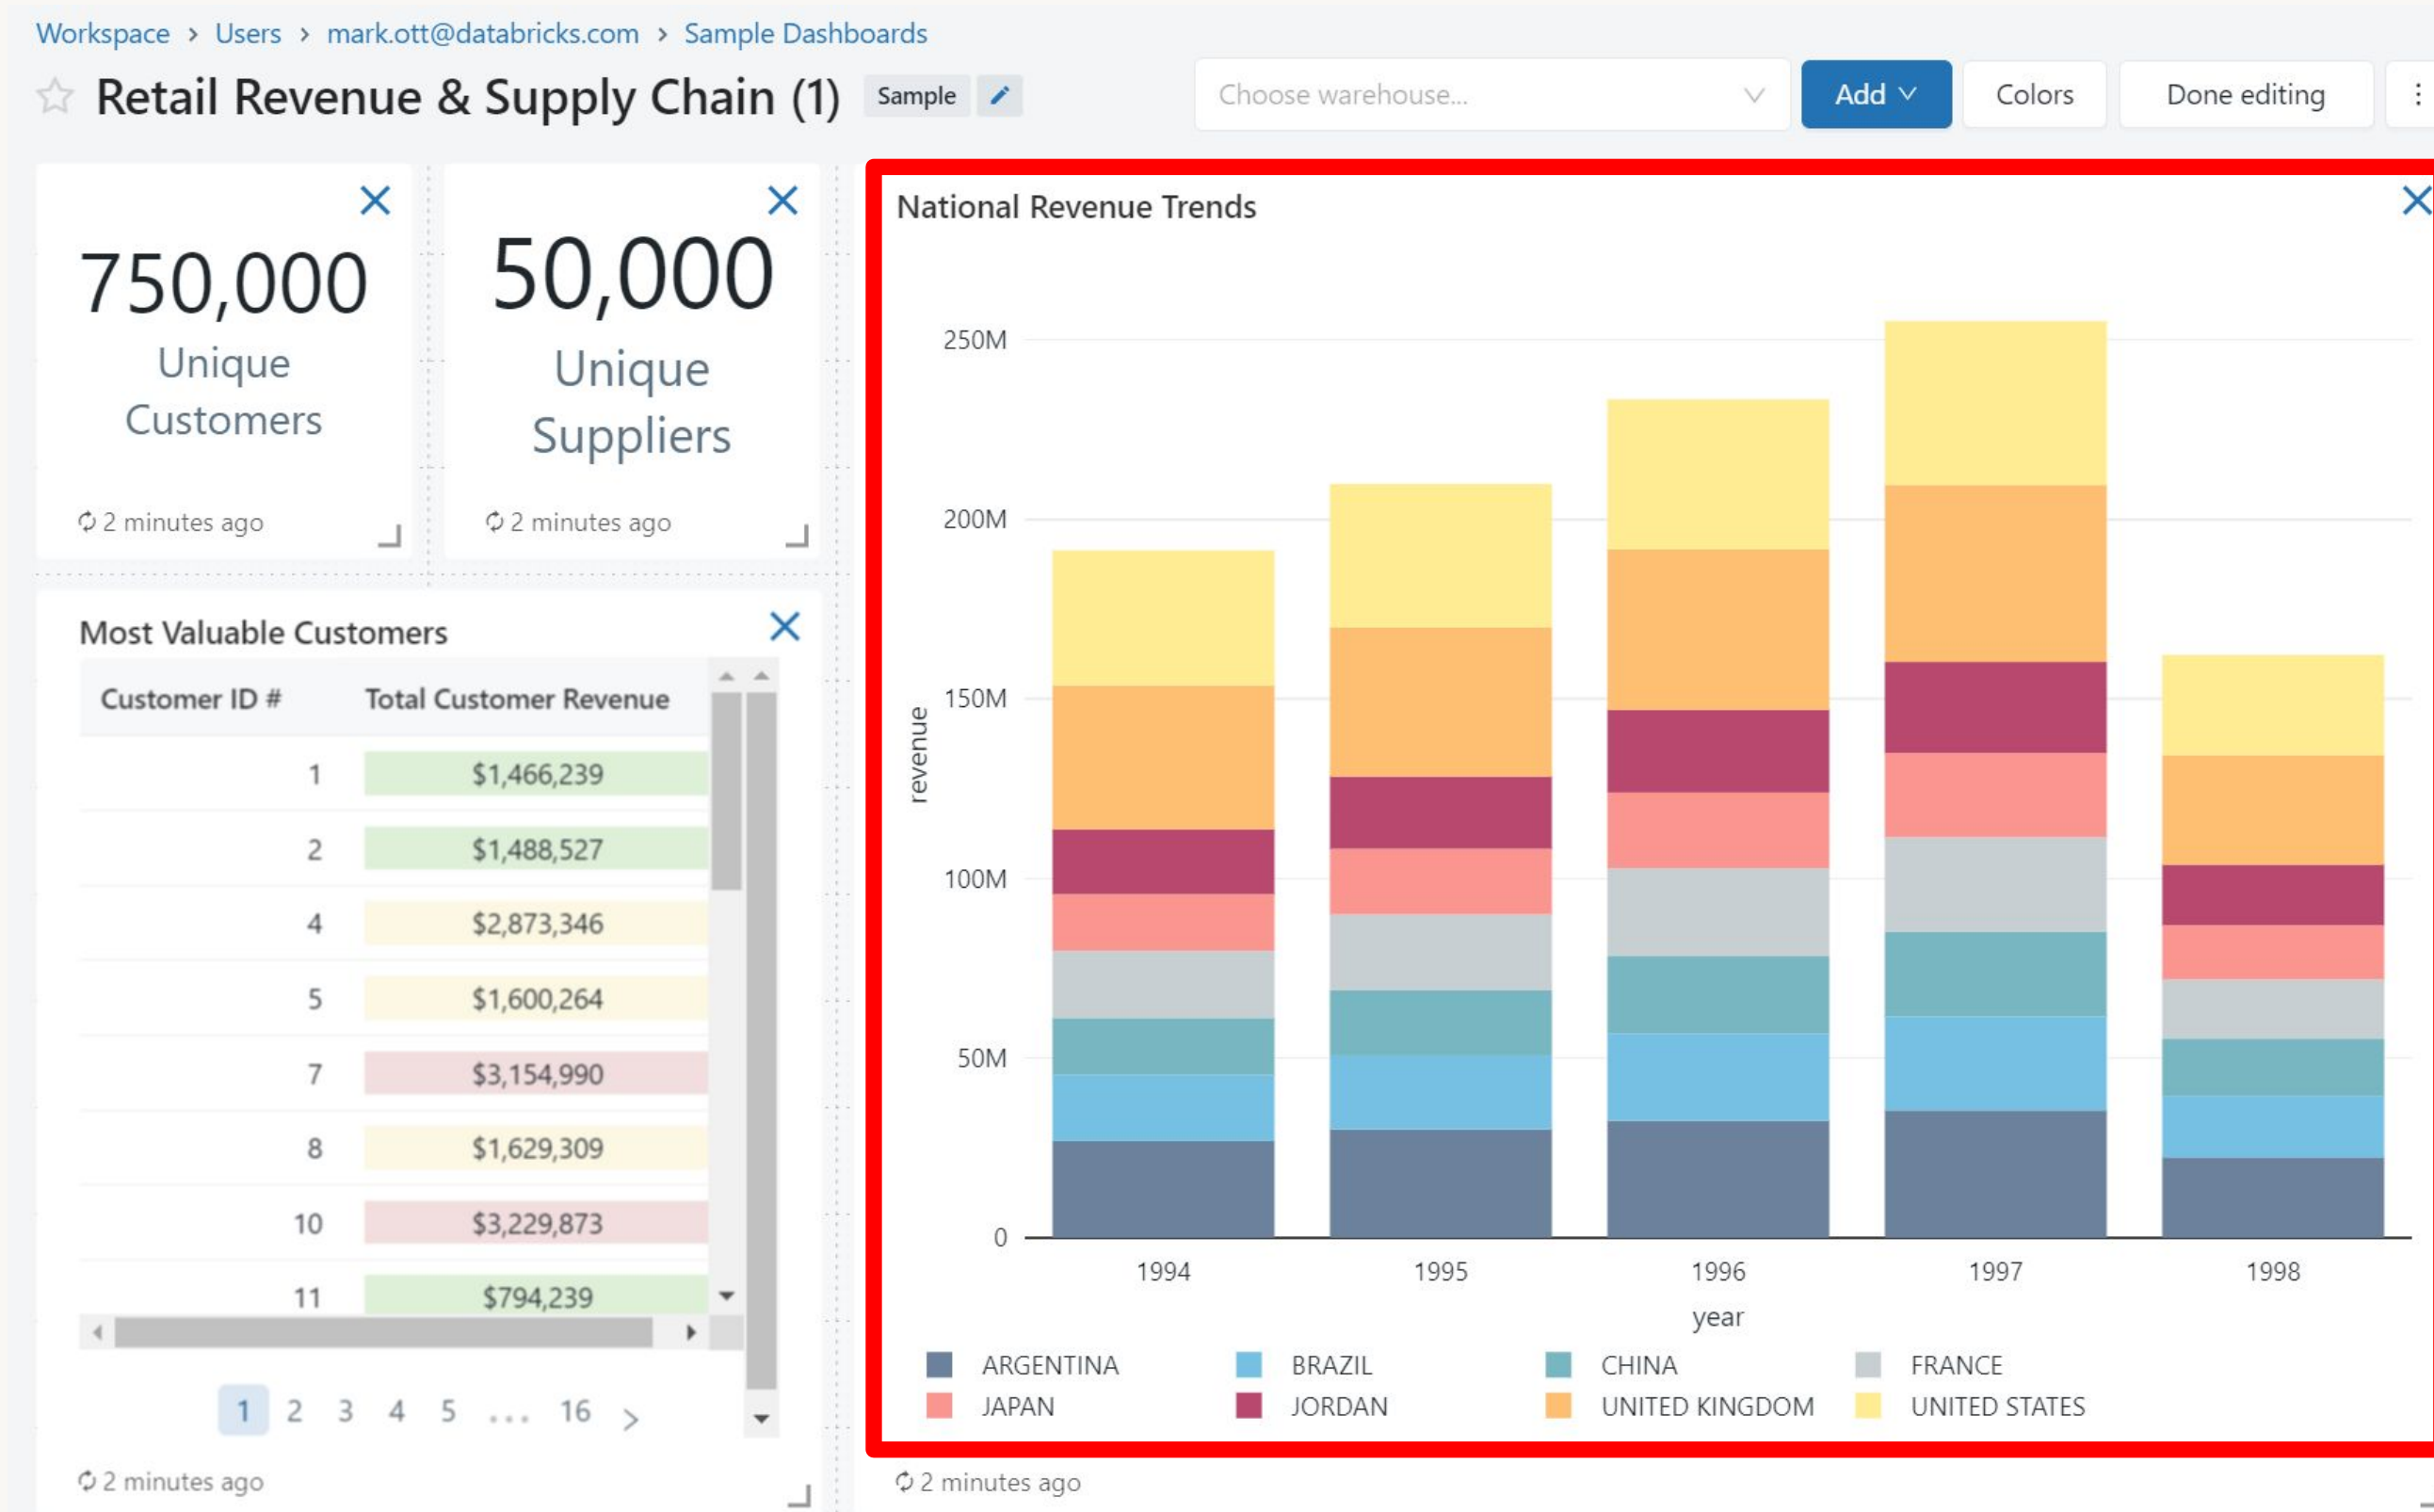 Workspace > Users > mark.ott@databricks.com > Sample Dashboards
Retail Revenue & Supply Chain (1) Sample
Choose warehouse...
Add
Colors
Done editing
750,000
Unique
Customers
2 minutes ago
50,000
Unique
Suppliers
2 minutes ago
Most Valuable Customers
Customer ID # Total Customer Revenue
1 $1,466,239
2 $1,488,527
4 $2,873,346
5 $1,600,264
7 $3,154,990
8 $1,629,309
10 $3,229,873
11 $794,239
1 2 3 4 5 ... 16 >
2 minutes ago
National Revenue Trends
250M
200M
150M
100M
50M
0
revenue
1994 1995 1996 1997 1998
year
ARGENTINA BRAZIL CHINA FRANCE
JAPAN JORDAN UNITED KINGDOM UNITED STATES
2 minutes ago